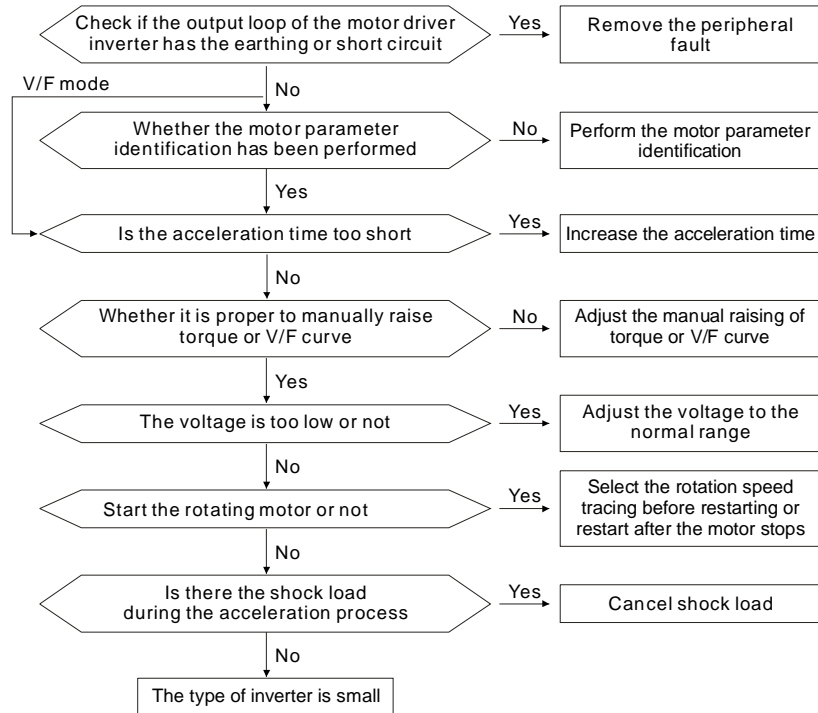 Check if the output loop of the motor driver
inverter has the earthing or short circuit
Yes
Remove the peripheral
fault
V/F mode
No
Whether the motor parameter
identification has been performed
No
Perform the motor parameter
identification
Yes
Is the acceleration time too short
Yes
Increase the acceleration time
No
Whether it is proper to manually raise
torque or V/F curve
No
Adjust the manual raising of
torque or V/F curve
Yes
The voltage is too low or not
Yes
Adjust the voltage to the
normal range
No
Start the rotating motor or not
Yes
Select the rotation speed
tracing before restarting or
restart after the motor stops
No
Is there the shock load
during the acceleration process
Yes
Cancel shock load
No
The type of inverter is small